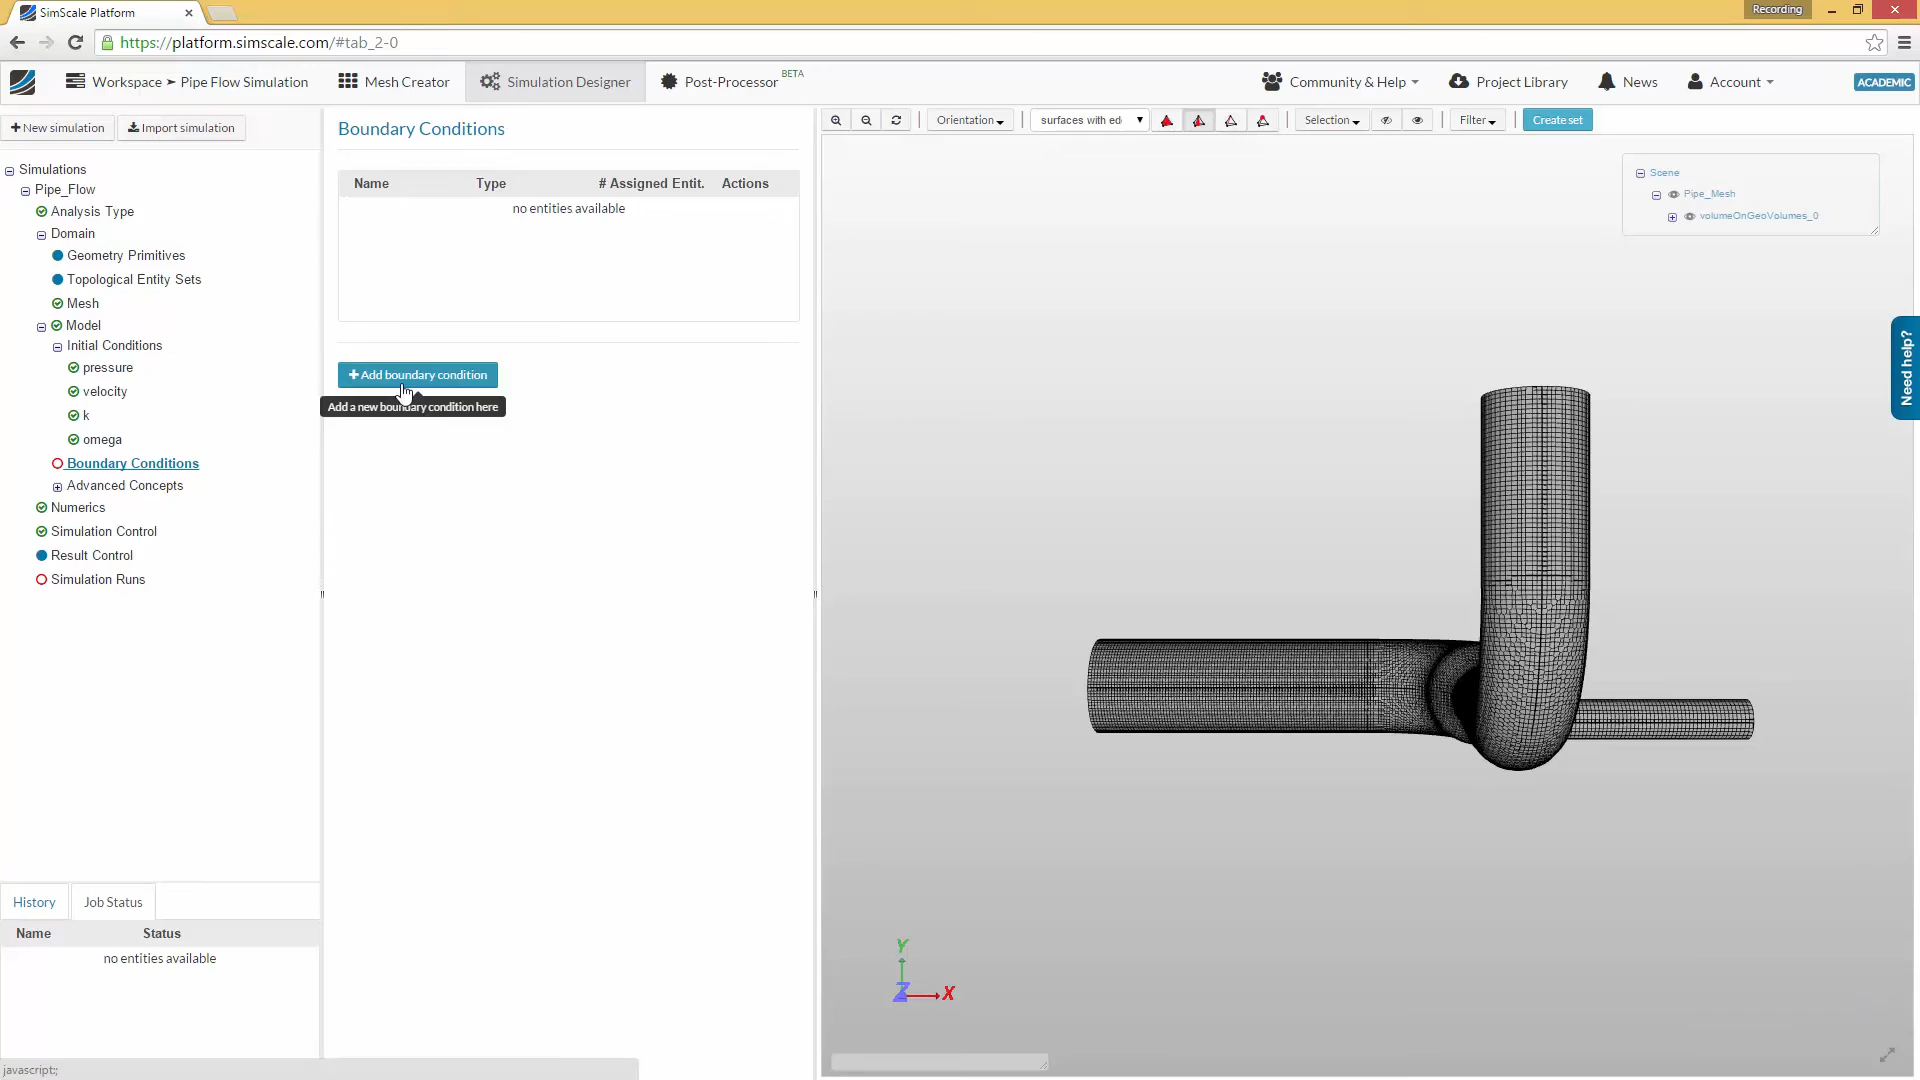 SimScale Platform
Recording
https://platform.simscale.com/#tab_2-0
Workspace ➢ Pipe Flow Simulation
Mesh Creator
Simulation Designer
Post-Processor BETA
Community & Help
Project Library
News
Account
ACADEMIC
New simulation
Import simulation
Boundary Conditions
Orientation
surfaces with ed
Selection
Filter
Create set
Simulations
Pipe_Flow
Analysis Type
Domain
Geometry Primitives
Topological Entity Sets
Mesh
Model
Initial Conditions
pressure
velocity
k
omega
Boundary Conditions
Advanced Concepts
Numerics
Simulation Control
Result Control
Simulation Runs
Name Type # Assigned Entit. Actions
no entities available
Add boundary condition
Add a new boundary condition here
Scene
Pipe_Mesh
volumeOnGeoVolumes_0
Need help?
History
Job Status
Name Status
no entities available
Y
Z
X
javascript:;